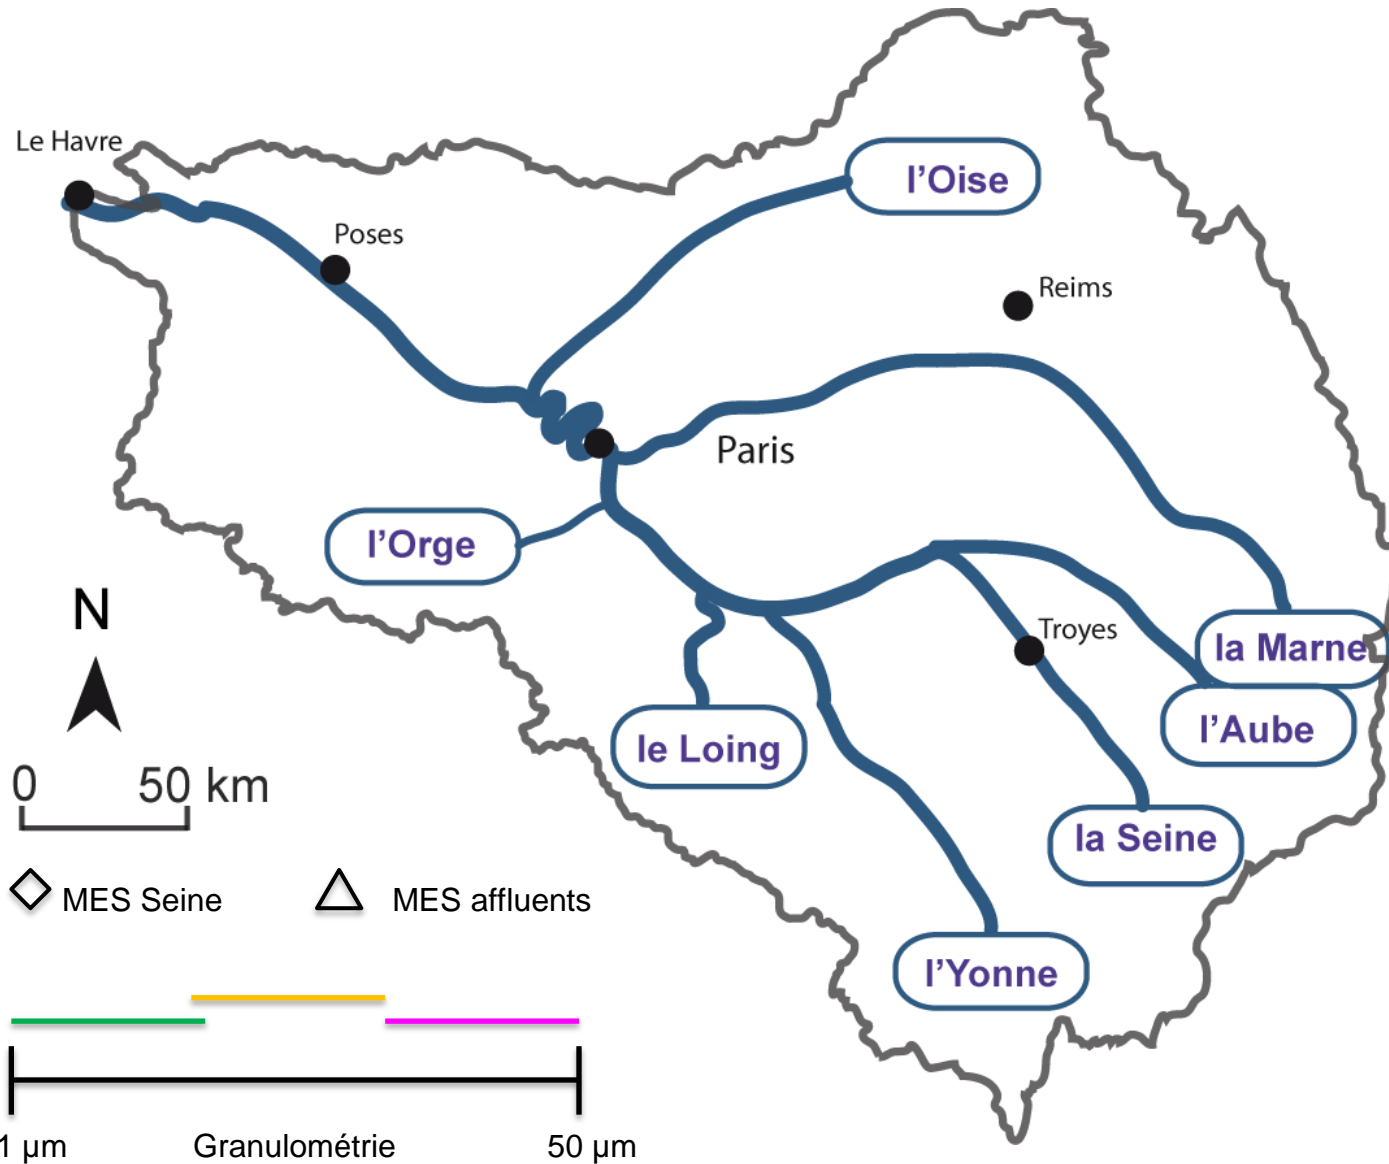 Le Havre
l'Oise
Poses
Reims
Paris
l'Orge
N
Troyes
la Marne
l'Aube
le Loing
0 50 km
la Seine
MES Seine MES affluents
l'Yonne
1 µm Granulométrie 50 µm